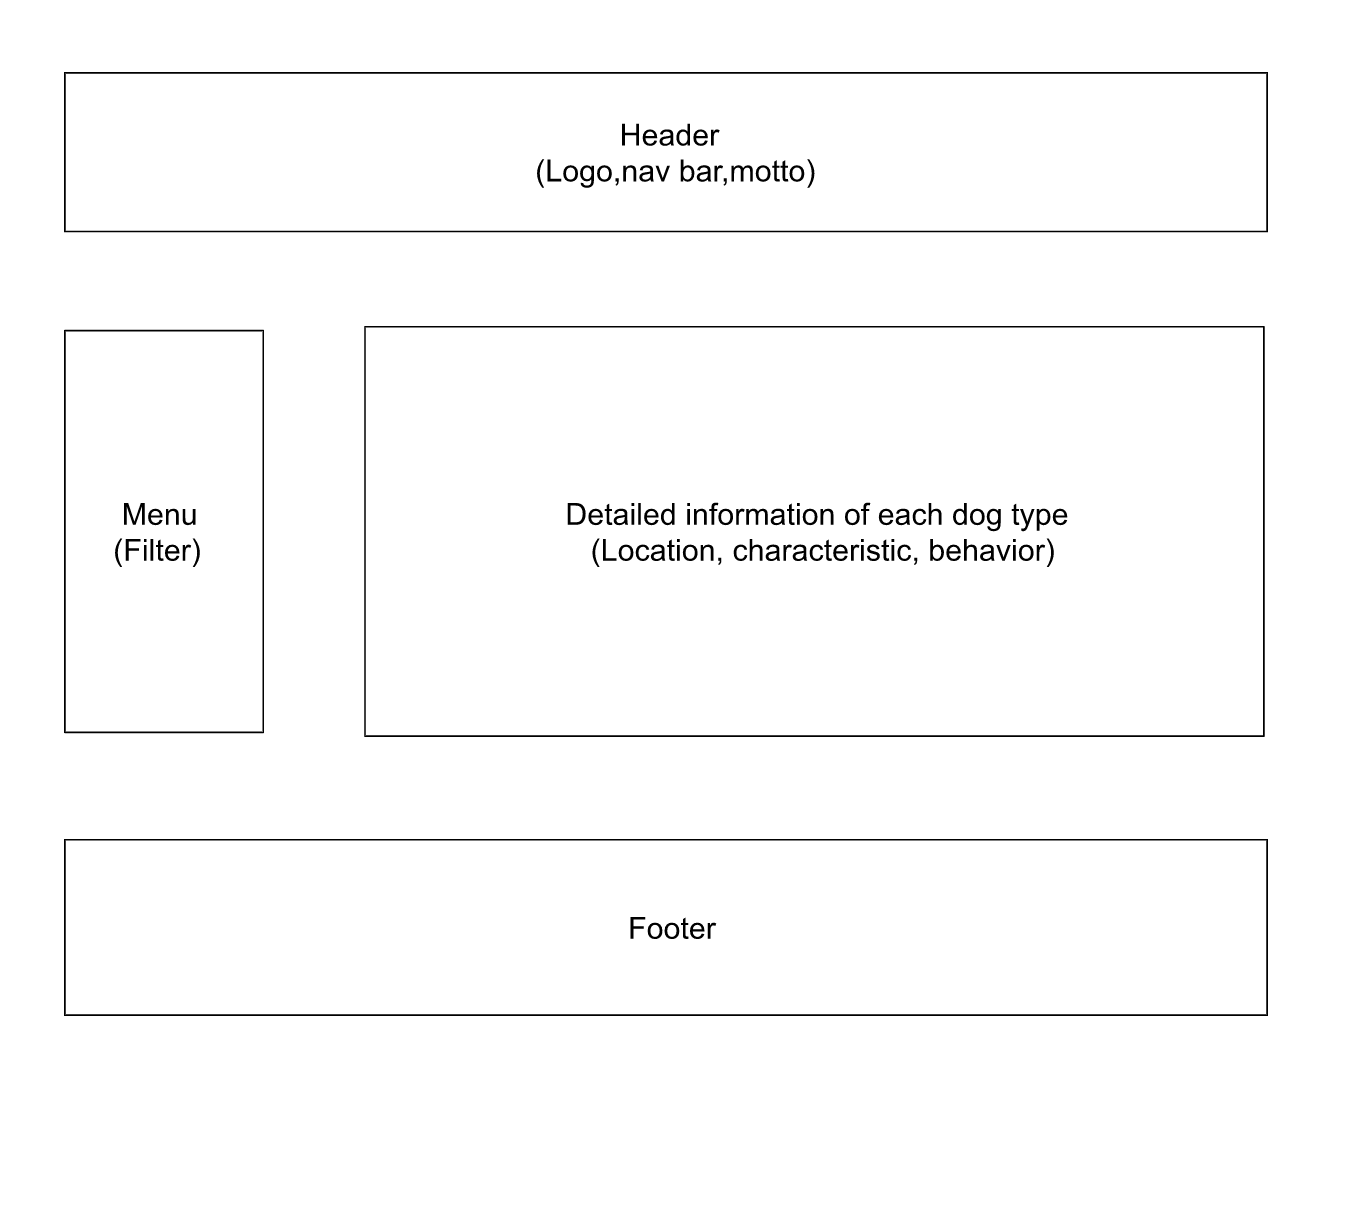 Header
(Logo,nav bar,motto)
Menu
(Filter)
Detailed information of each dog type
(Location, characteristic, behavior)
Footer